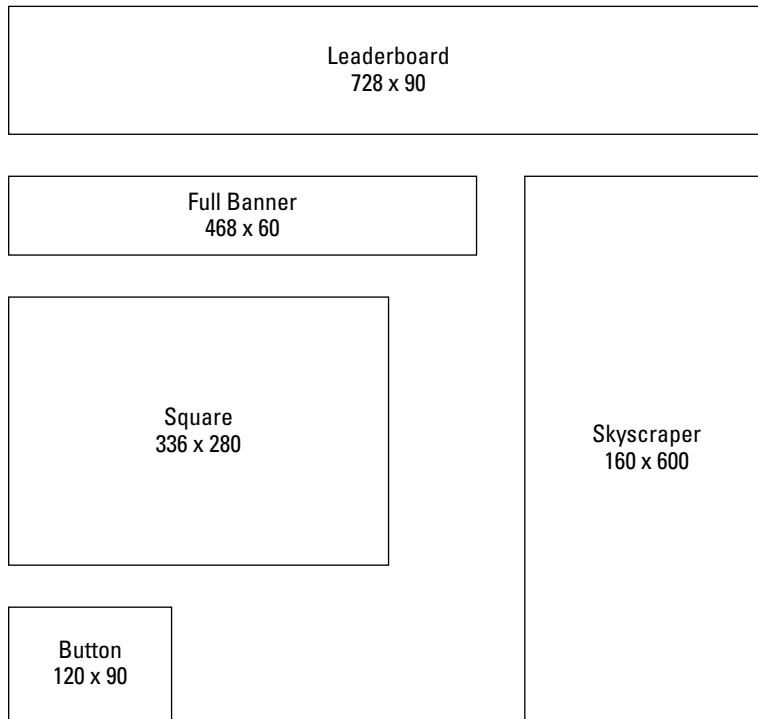 Leaderboard
728 x 90
Full Banner
468 x 60
Square
336 x 280
Skyscraper
160 x 600
Button
120 x 90